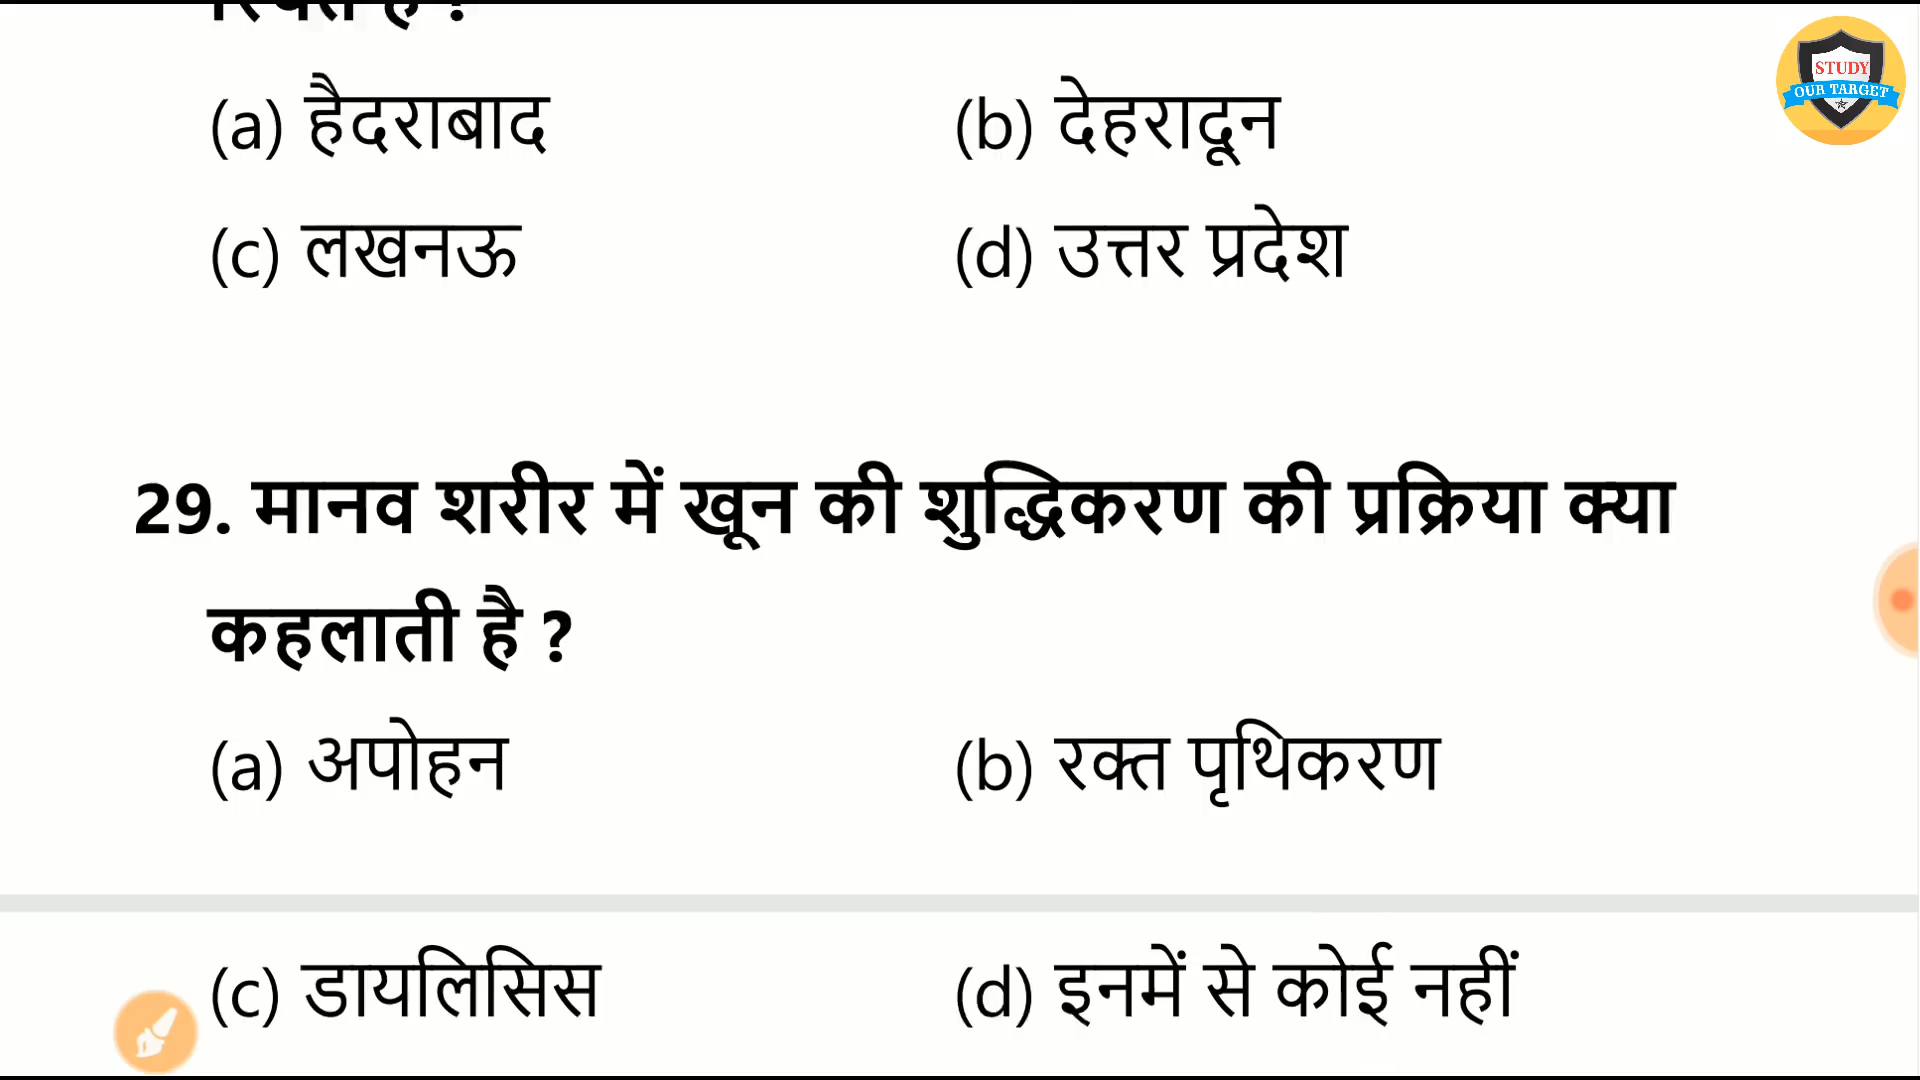 (a) हैदराबाद (b) देहरादून
(c) लखनऊ (d) उत्तर प्रदेश
29. मानव शरीर में खून की शुद्धिकरण की प्रक्रिया क्या
कहलाती है ?
(a) अपोहन (b) रक्त पृथिकरण
(c) डायलिसिस (d) इनमें से कोई नहीं
STUDY
OUR TARGET